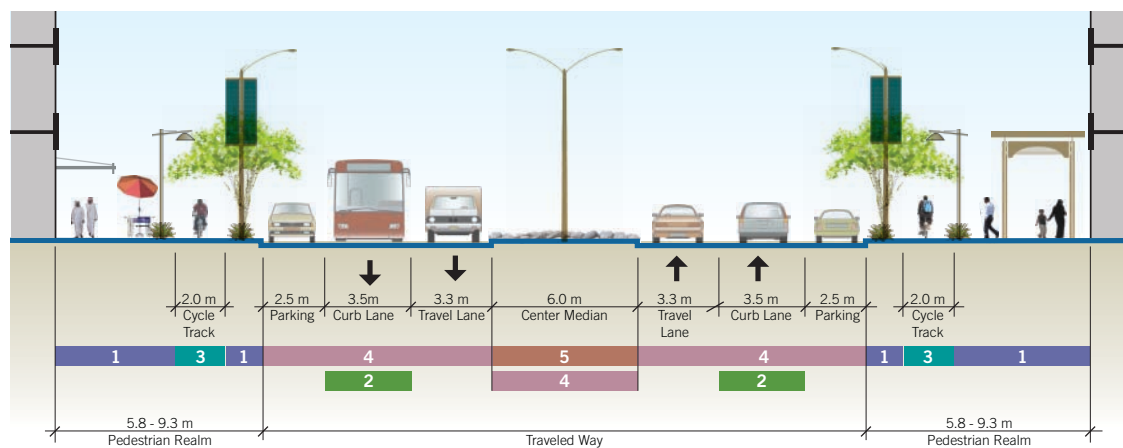 2.0 m
Cycle
Track
2.5 m
Parking
3.5m
Curb Lane
3.3 m
Travel Lane
6.0 m
Center Median
3.3 m
Travel
Lane
3.5 m
Curb Lane
2.5 m
Parking
2.0 m
Cycle
Track
1 3 1 4 5 4 1 3 1
2 4 2
5.8 - 9.3 m
Pedestrian Realm
Traveled Way
5.8 - 9.3 m
Pedestrian Realm